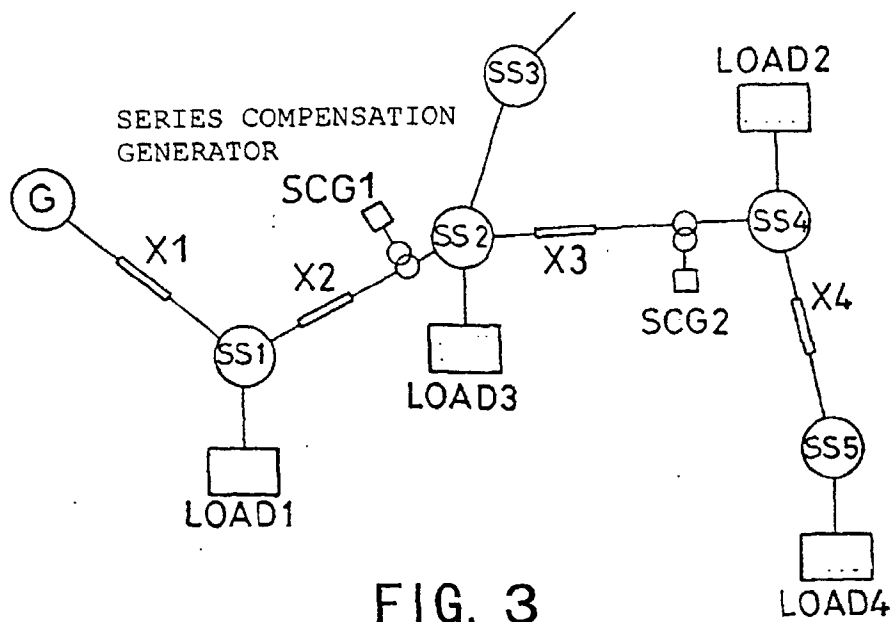 SS3
LOAD2
SERIES COMPENSATION
GENERATOR
SCG1
G
X1
SS2
SS4
X2
X3
X4
SCG2
SS1
LOAD3
SS5
LOAD1
LOAD4
FIG. 3